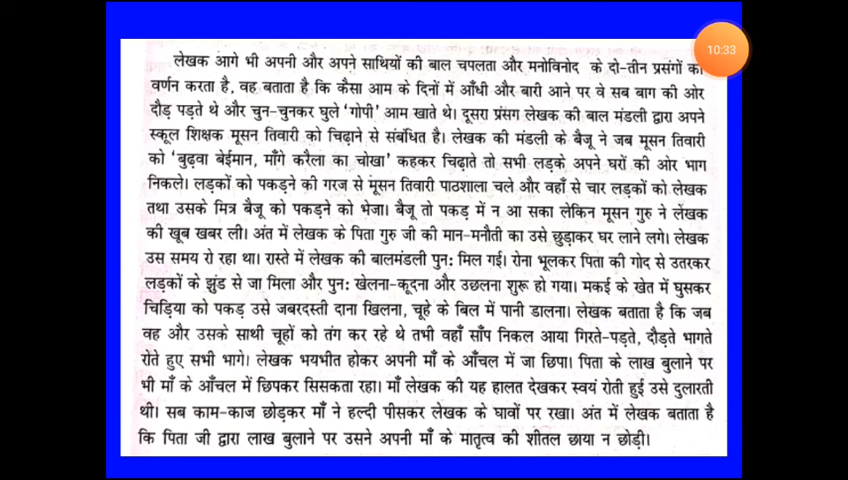 10:33
लेखक आगे भी अपनी और अपने साथियों की बाल चपलता और मनोविनोद के दो-तीन प्रसंगों का
वर्णन करता है, वह बताता है कि कैसा आम के दिनों में आँधी और बारी आने पर वे सब बाग की ओर
दौड़ पड़ते थे और चुन-चुनकर घुले 'गोपी' आम खाते थे। दूसरा प्रंसग लेखक की बाल मंडली द्वारा अपने
स्कूल शिक्षक मूसन तिवारी को चिढ़ाने से संबंधित है। लेखक की मंडली के बैजू ने जब मूसन तिवारी
को 'बुढ़वा बेईमान, माँगे करैला का चोखा' कहकर चिढ़ाते तो सभी लड़के अपने घरों की ओर भाग
निकले। लड़कों को पकड़ने की गरज से मूसन तिवारी पाठशाला चले और वहाँ से चार लड़कों को लेखक
तथा उसके मित्र बैजू को पकड़ने को भेजा। बैजू तो पकड़ में न आ सका लेकिन मूसन गुरु ने लेखक
की खूब खबर ली। अंत में लेखक के पिता गुरु जी की मान-मनौती का उसे छुड़ाकर घर लाने लगे। लेखक
उस समय रो रहा था। रास्ते में लेखक की बालमंडली पुन: मिल गई। रोना भूलकर पिता की गोद से उतरकर
लड़कों के झुंड से जा मिला और पुन: खेलना-कूदना और उछलना शुरू हो गया। मकई के खेत में घुसकर
चिड़िया को पकड़ उसे जबरदस्ती दाना खिलना, चूहे के बिल में पानी डालना। लेखक बताता है कि जब
वह और उसके साथी चूहों को तंग कर रहे थे तभी वहाँ साँप निकल आया गिरते-पड़ते, दौड़ते भागते
रोते हुए सभी भागे। लेखक भयभीत होकर अपनी माँ के आँचल में जा छिपा। पिता के लाख बुलाने पर
भी माँ के आँचल में छिपकर सिसकता रहा। माँ लेखक की यह हालत देखकर स्वयं रोती हुई उसे दुलारती
थी। सब काम-काज छोड़कर माँ ने हल्दी पीसकर लेखक के घावों पर रखा। अंत में लेखक बताता है
कि पिता जी द्वारा लाख बुलाने पर उसने अपनी माँ के मातृत्व की शीतल छाया न छोड़ी।